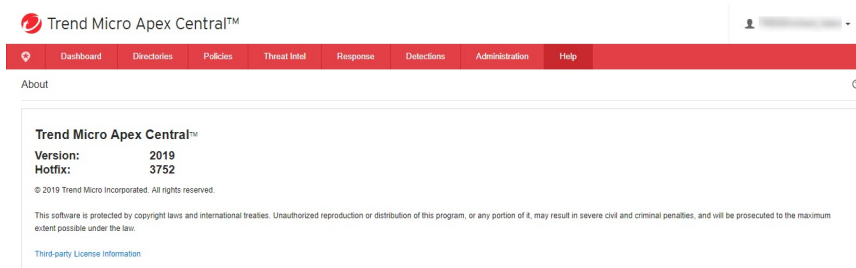 Trend Micro Apex Central™
Dashboard Directories Policies Threat Intel Response Detections Administration Help
About
Trend Micro Apex Central™
Version: 2019
Hotfix: 3752
© 2019 Trend Micro Incorporated. All rights reserved.
This software is protected by copyright laws and international treaties. Unauthorized reproduction or distribution of this program, or any portion of it, may result in severe civil and criminal penalties, and will be prosecuted to the maximum
extent possible under the law.
Third-party License Information